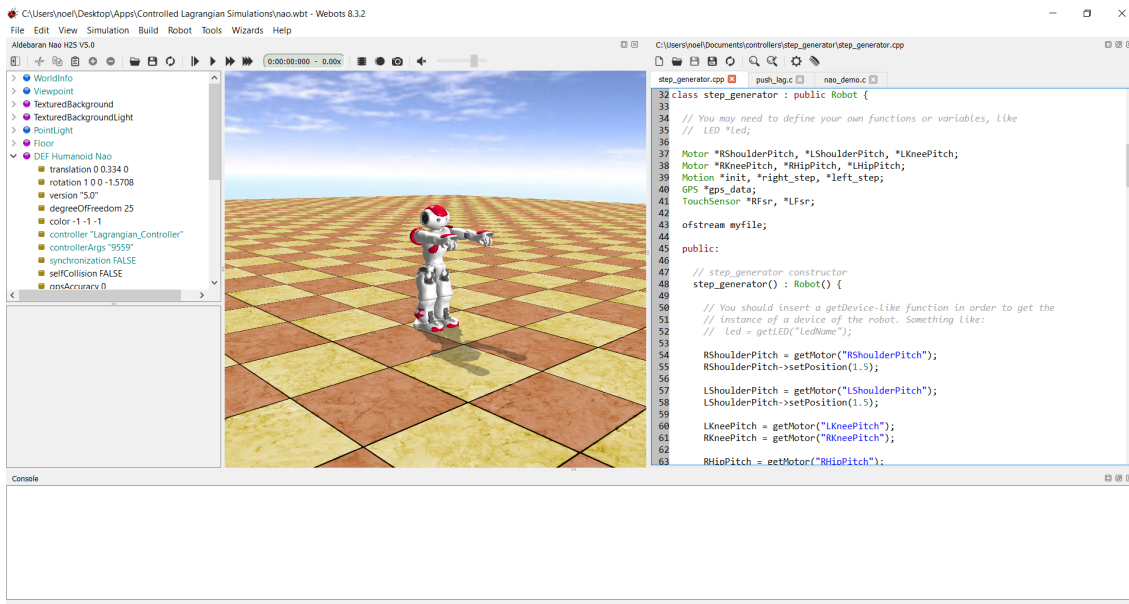 C:\Users\noel\Desktop\Apps\Controlled Lagrangian Simulations\nao.wbt - Webots 8.3.2
File Edit View Simulation Build Robot Tools Wizards Help
Aldebaran Nao H25 V5.0
0:00:00:000 - 0.00x
WorldInfo
Viewpoint
TexturedBackground
TexturedBackgroundLight
PointLight
Floor
DEF Humanoid Nao
translation 0 0.334 0
rotation 1 0 0 -1.5708
version "5.0"
degreeOfFreedom 25
color -1 -1 -1
controller "Lagrangian_Controller"
controllerArgs "9559"
synchronization FALSE
selfCollision FALSE
gpsAccuracy 0
C:\Users\noel\Documents\controllers\step_generator\step_generator.cpp
step_generator.cpp push_lag.c nao_demo.c
32 class step_generator : public Robot {
33
34 // You may need to define your own functions or variables, like
35 // LED *led;
36
37 Motor *RShoulderPitch, *LShoulderPitch, *LKneePitch;
38 Motor *RKneePitch, *RHipPitch, *LHipPitch;
39 Motion *init, *right_step, *left_step;
40 GPS *gps_data;
41 TouchSensor *RFsr, *LFsr;
42
43 ofstream myfile;
44
45 public:
46
47 // step_generator constructor
48 step_generator() : Robot() {
49
50 // You should insert a getDevice-like function in order to get the
51 // instance of a device of the robot. Something like:
52 // led = getLED("ledName");
53
54 RShoulderPitch = getMotor("RShoulderPitch");
55 RShoulderPitch->setPosition(1.5);
56
57 LShoulderPitch = getMotor("LShoulderPitch");
58 LShoulderPitch->setPosition(1.5);
59
60 LKneePitch = getMotor("LKneePitch");
61 RKneePitch = getMotor("RKneePitch");
62
63 RHipPitch = getMotor("RHipPitch");
Console